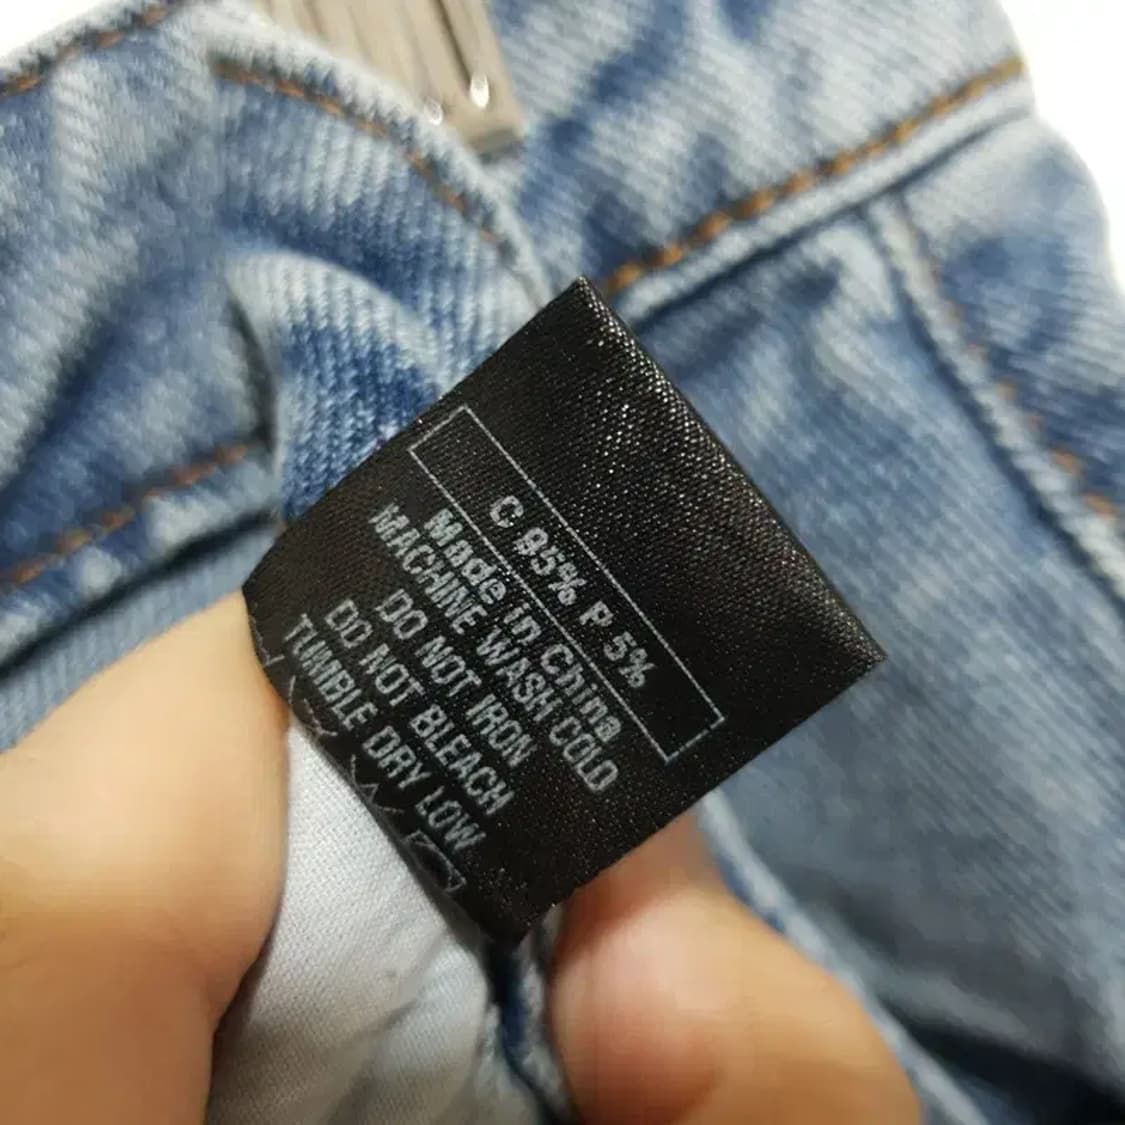 C 95% P 5%
Made in China
MACHINE WASH COLD
DO NOT IRON
DO NOT BLEACH
TUMBLE DRY LOW